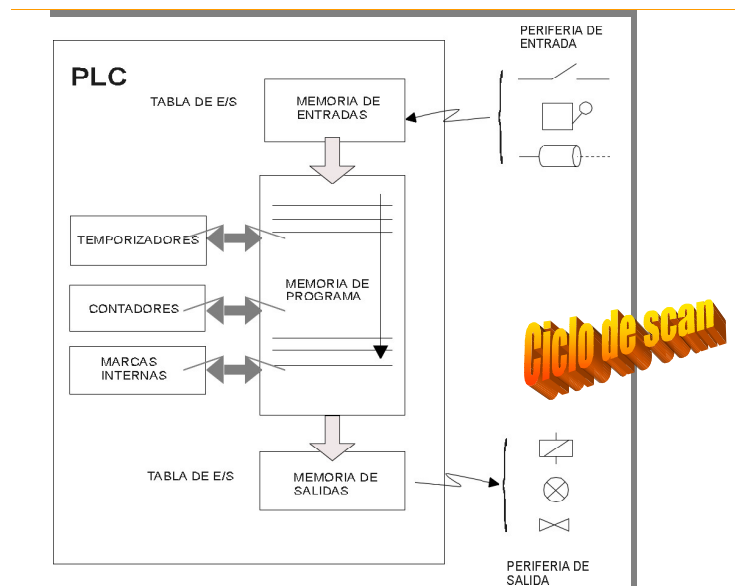 PERIFERIA DE
ENTRADA
PLC
TABLA DE E/S
MEMORIA DE
ENTRADAS
TEMPORIZADORES
MEMORIA DE
PROGRAMA
CONTADORES
Ciclo de scan
MARCAS
INTERNAS
TABLA DE E/S
MEMORIA DE
SALIDAS
PERIFERIA DE
SALIDA